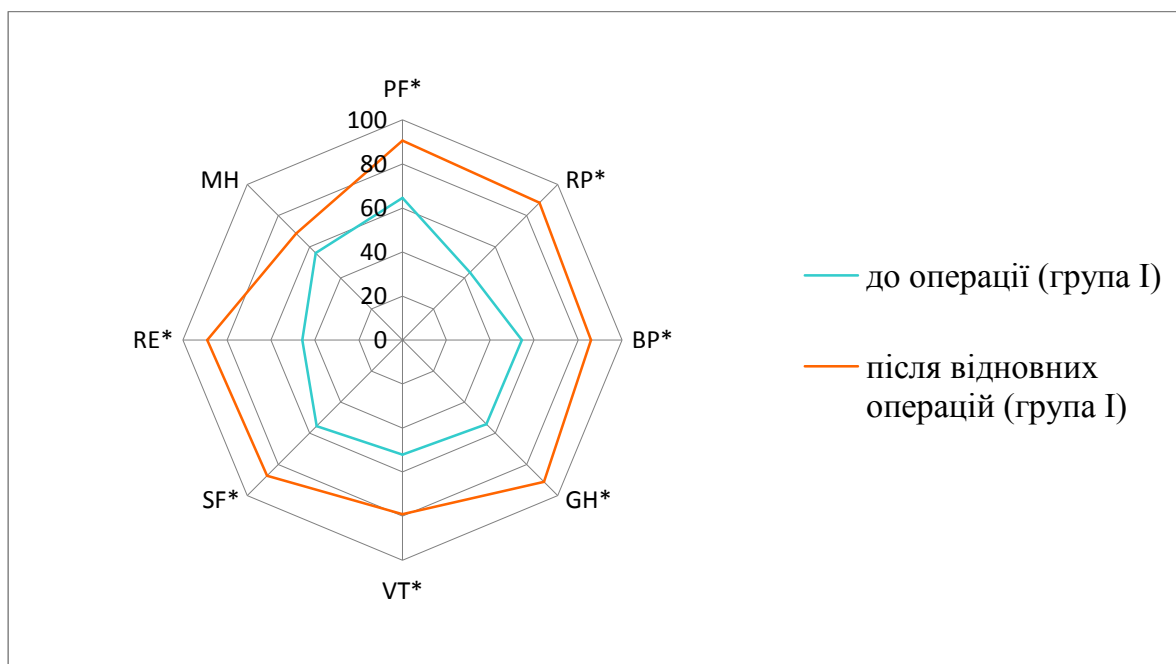 PF*
100
80
60
40
20
0
MH
RP*
RE*
BP*
SF*
GH*
VT*
до операції (група I)
після відновних
операцій (група I)